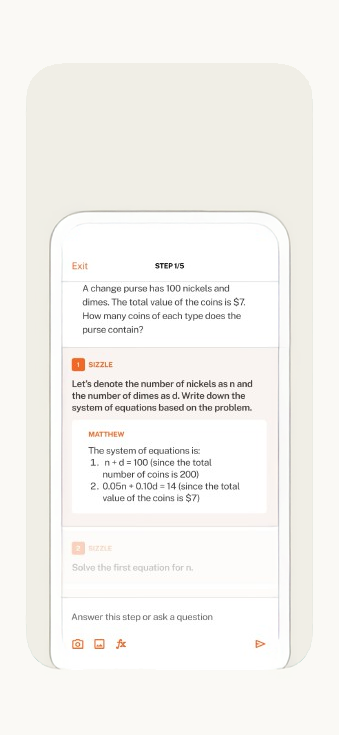 Exit
STEP 1/5
A change purse has 100 nickels and
dimes. The total value of the coins is $7.
How many coins of each type does the
purse contain?
1 SIZZLE
Let's denote the number of nickels as n and
the number of dimes as d. Write down the
system of equations based on the problem.
MATTHEW
The system of equations is:
1. n + d = 100 (since the total
number of coins is 200)
2. 0.05n + 0.10d = 14 (since the total
value of the coins is $7)
2 SIZZLE
Solve the first equation for n.
Answer this step or ask a question
fx